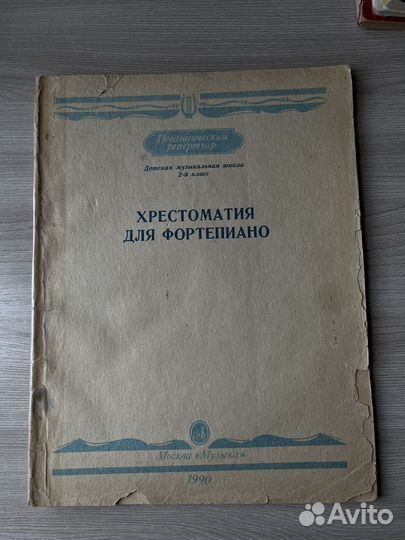 Педагогический
репертуар
Детская музыкальная школа
2-й класс
ХРЕСТОМАТИЯ
ДЛЯ ФОРТЕПИАНО
Москва «Музыка»
1990
Avito